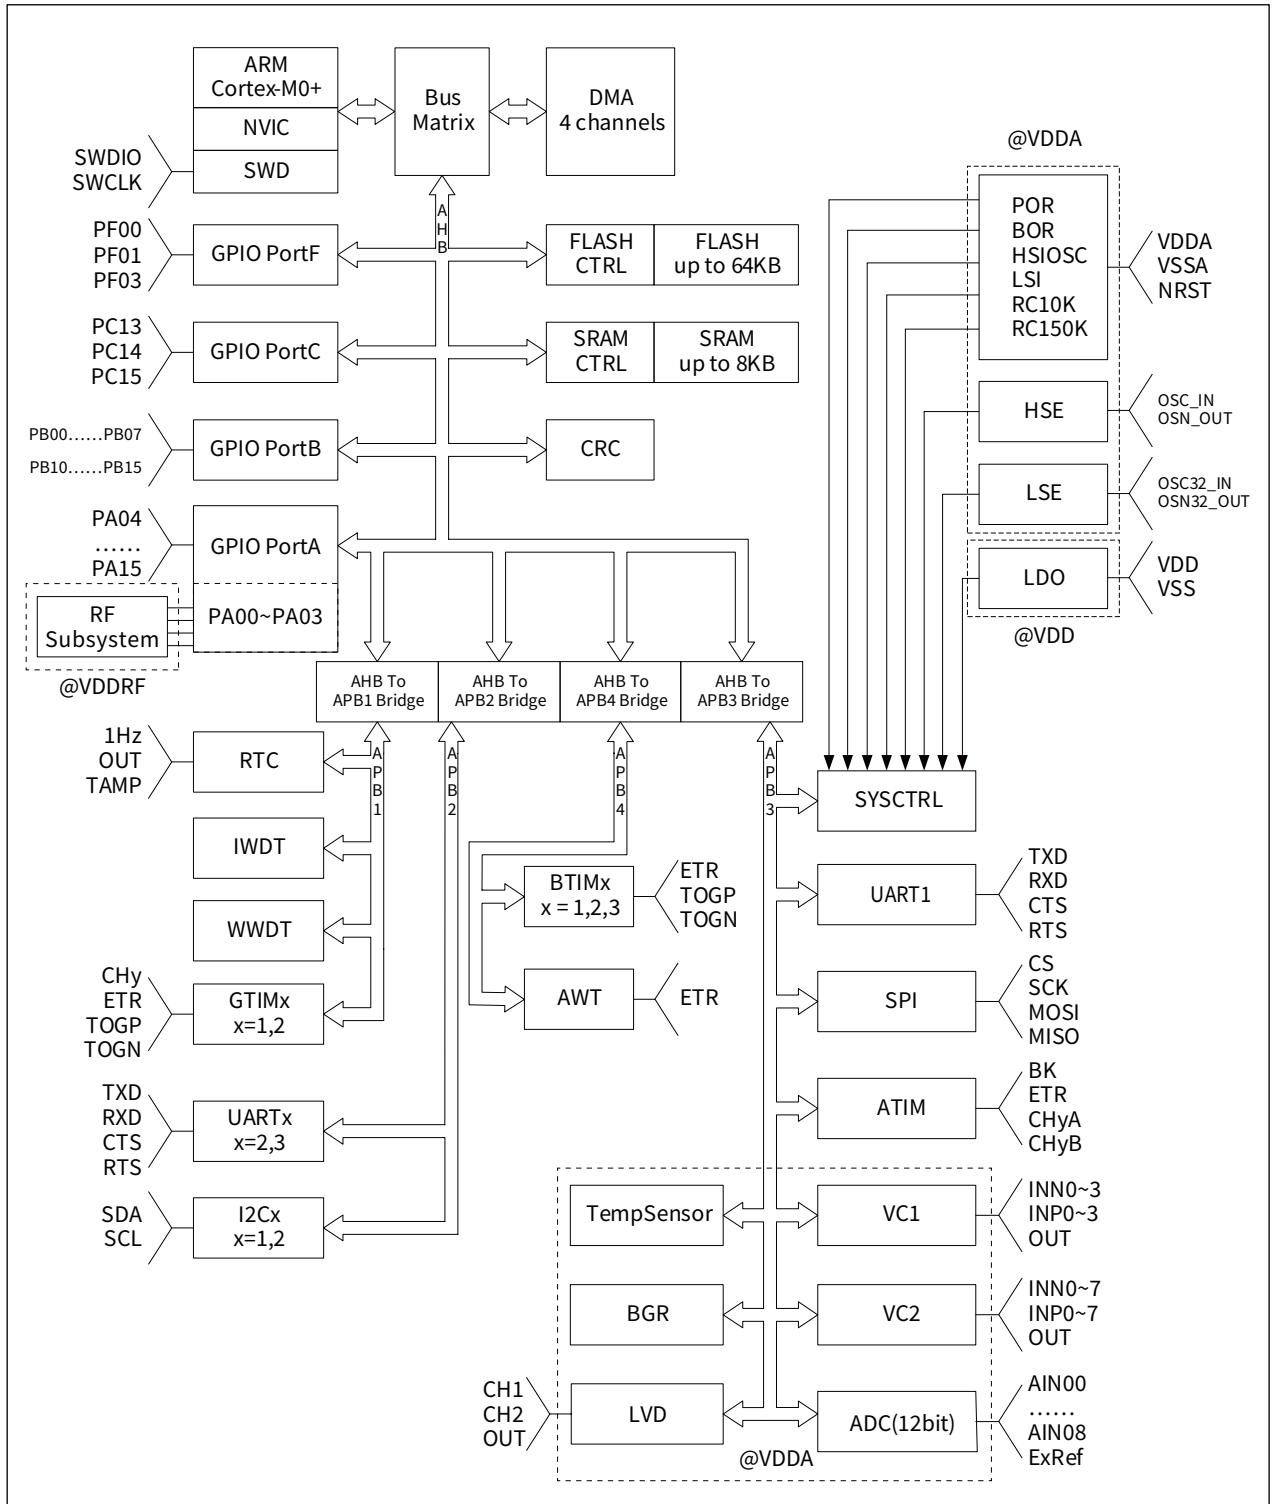 ARM
Cortex-M0+
NVIC
SWD
SWDIO
SWCLK
Bus
Matrix
DMA
4 channels
AHB
PF00
PF01
PF03
GPIO PortF
FLASH
CTRL
FLASH
up to 64KB
PC13
PC14
PC15
GPIO PortC
SRAM
CTRL
SRAM
up to 8KB
PB00......PB07
PB10......PB15
GPIO PortB
CRC
PA04
......
PA15
GPIO PortA
PA00~PA03
RF
Subsystem
@VDDRF
@VDDA
POR
BOR
HSIOSC
LSI
RC10K
RC150K
VDDA
VSSA
NRST
HSE
OSC_IN
OSN_OUT
LSE
OSC32_IN
OSN32_OUT
LDO
VDD
VSS
@VDD
AHB To
APB1 Bridge
AHB To
APB2 Bridge
AHB To
APB4 Bridge
AHB To
APB3 Bridge
APB1
APB2
APB4
APB3
1Hz
OUT
TAMP
RTC
IWDT
WWDT
CHy
ETR
TOGP
TOGN
GTIMx
x=1,2
TXD
RXD
CTS
RTS
UARTx
x=2,3
SDA
SCL
I2Cx
x=1,2
BTIMx
x = 1,2,3
ETR
TOGP
TOGN
AWT
ETR
SYSCTRL
UART1
TXD
RXD
CTS
RTS
SPI
CS
SCK
MOSI
MISO
ATIM
BK
ETR
CHyA
CHyB
TempSensor
VC1
INN0~3
INP0~3
OUT
BGR
VC2
INN0~7
INP0~7
OUT
CH1
CH2
OUT
LVD
ADC(12bit)
AIN00
......
AIN08
ExRef
@VDDA